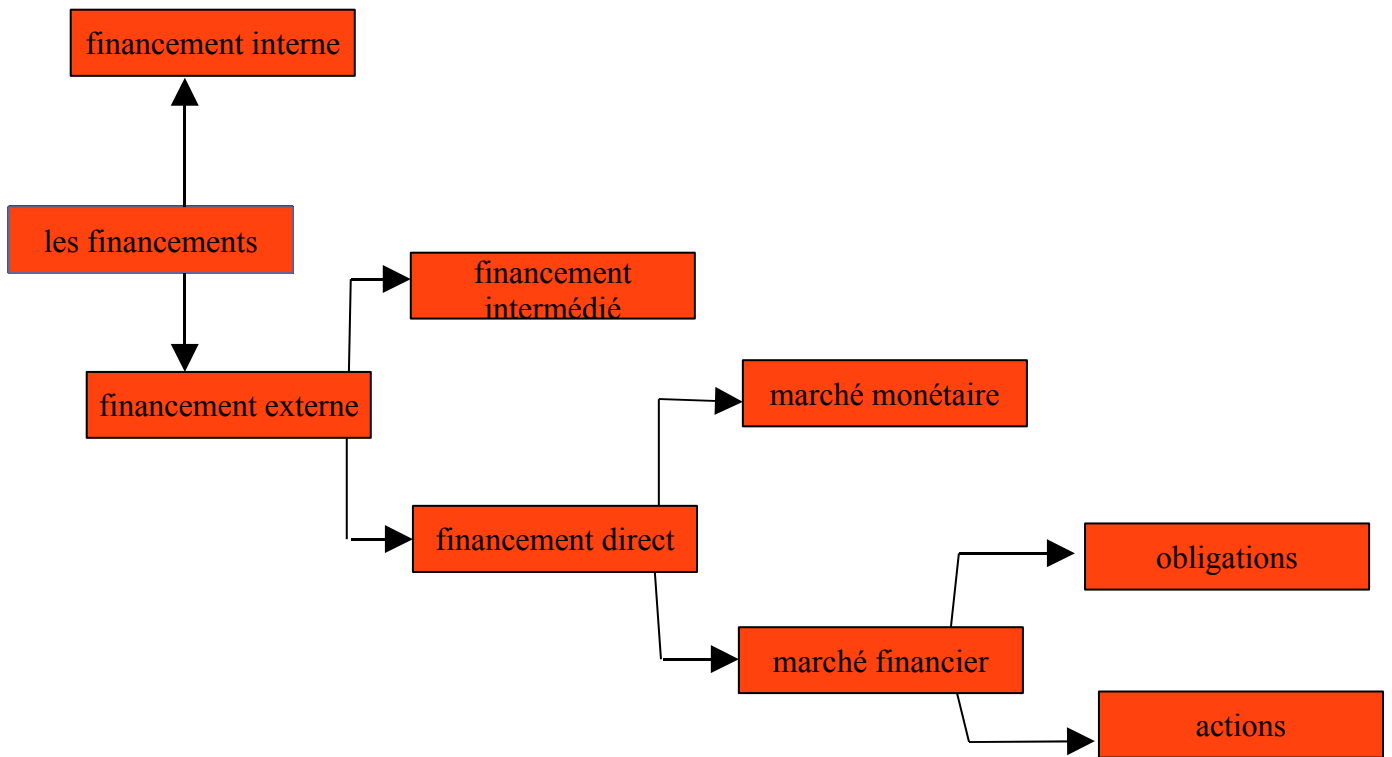 financement interne
les financements
financement
intermédié
financement externe
marché monétaire
financement direct
obligations
marché financier
actions